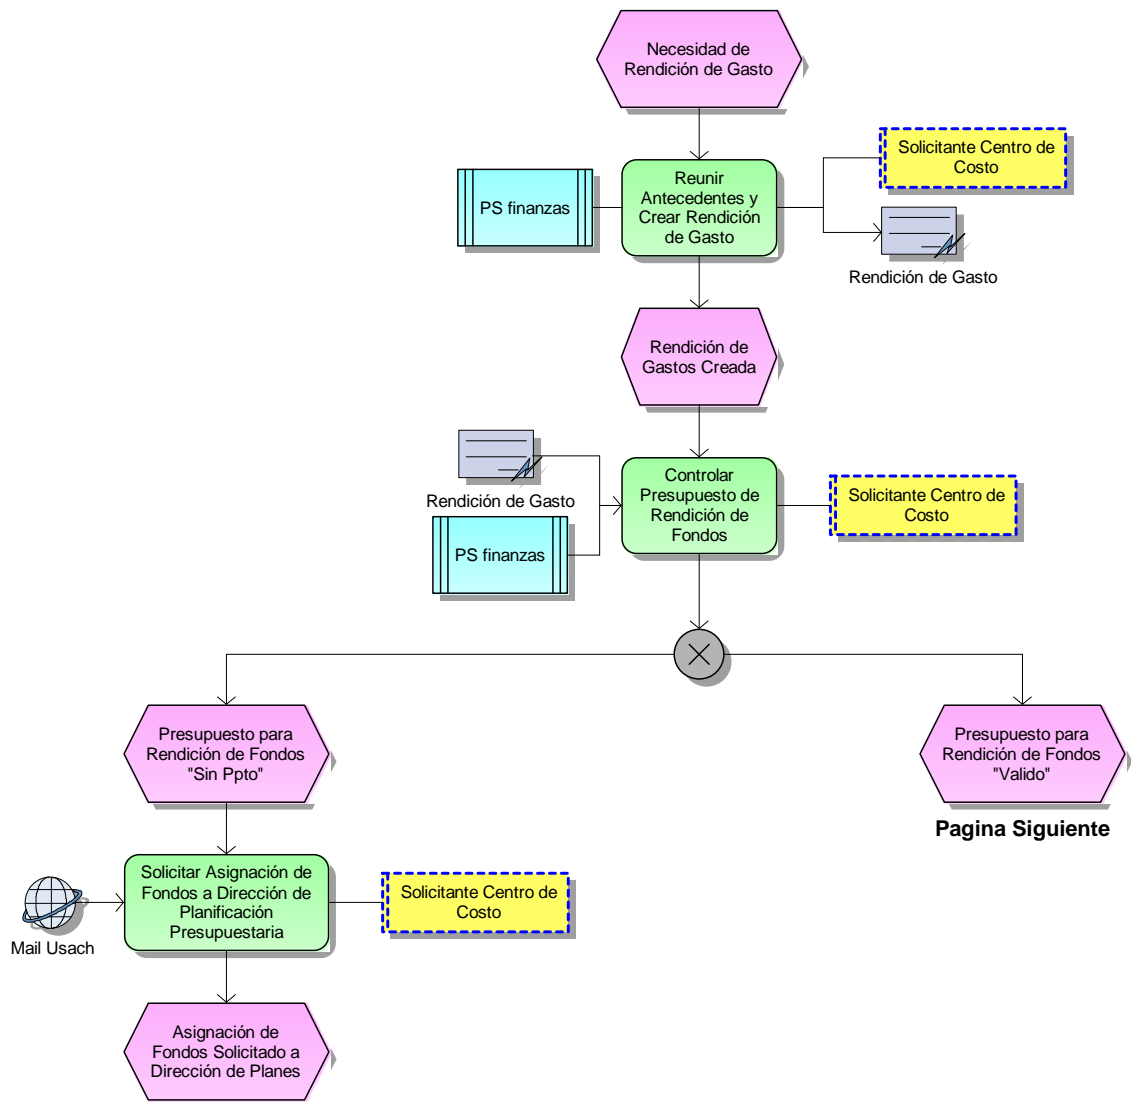 Necesidad de
Rendición de Gasto
Solicitante Centro de
Costo
PS finanzas
Reunir
Antecedentes y
Crear Rendición
de Gasto
Rendición de Gasto
Rendición de
Gastos Creada
Rendición de Gasto
PS finanzas
Controlar
Presupuesto de
Rendición de
Fondos
Solicitante Centro de
Costo
Presupuesto para
Rendición de Fondos
"Sin Ppto"
Presupuesto para
Rendición de Fondos
"Valido"
Pagina Siguiente
Mail Usach
Solicitar Asignación de
Fondos a Dirección de
Planificación
Presupuestaria
Solicitante Centro de
Costo
Asignación de
Fondos Solicitado a
Dirección de Planes